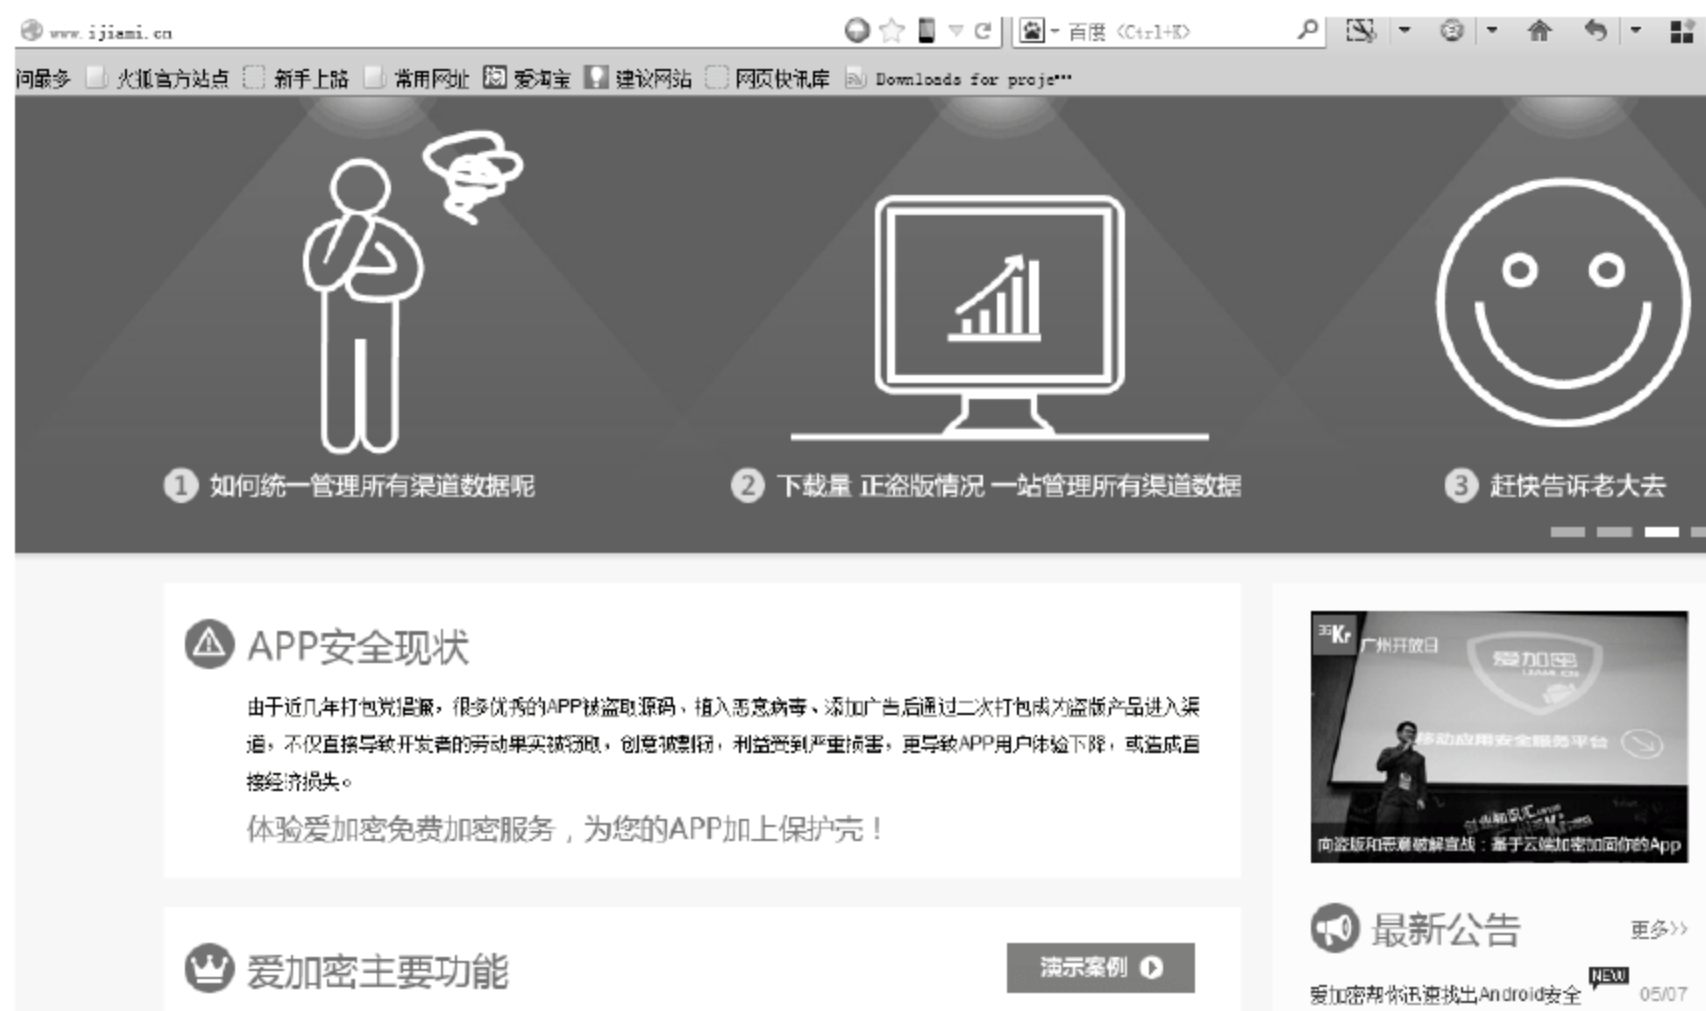 www.ijiami.cn
百度 <Ctrl+K>
问最多 火狐官方站点 新手上路 常用网址 爱淘宝 建议网站 网页快讯库 Downloads for proje…
1 如何统一管理所有渠道数据呢
2 下载量 正盗版情况 一站管理所有渠道数据
3 赶快告诉老大去
APP安全现状
由于近几年打包党猖獗，很多优秀的APP被盗取源码、植入恶意病毒、添加广告后通过二次打包成为盗版产品进入渠
道，不仅直接导致开发者的劳动果实被窃取，创意被剽窃，利益受到严重损害，更导致APP用户体验下降，或造成直
接经济损失。
体验爱加密免费加密服务，为您的APP加上保护壳！
爱加密主要功能
演示案例
36Kr 广州开放日
爱加密
IJIAMI.CN
移动应用安全服务平台
向盗版和恶意破解宣战：基于云端加密加固你的App
最新公告
更多>>
爱加密帮你迅速找出Android安全 NEW 05/07